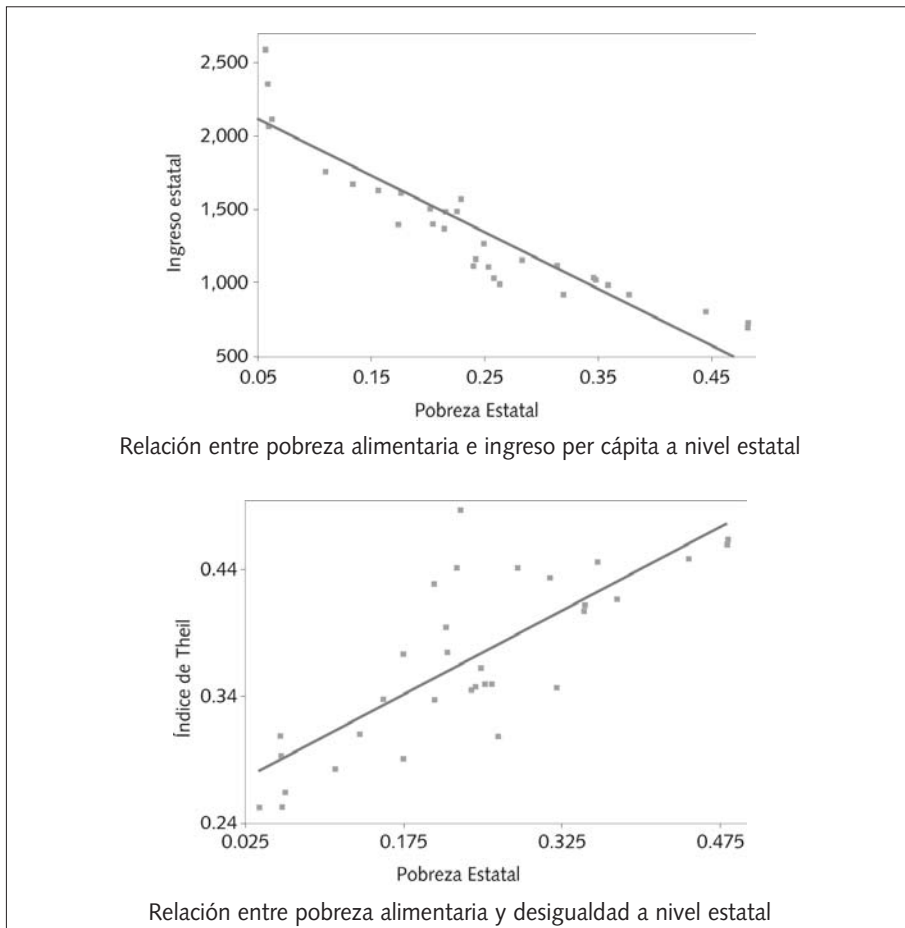 2,500
2,000
1,500
1,000
500
Ingreso estatal
0.05 0.15 0.25 0.35 0.45
Pobreza Estatal
Relación entre pobreza alimentaria e ingreso per cápita a nivel estatal
0.44
0.34
0.24
Índice de Theil
0.025 0.175 0.325 0.475
Pobreza Estatal
Relación entre pobreza alimentaria y desigualdad a nivel estatal